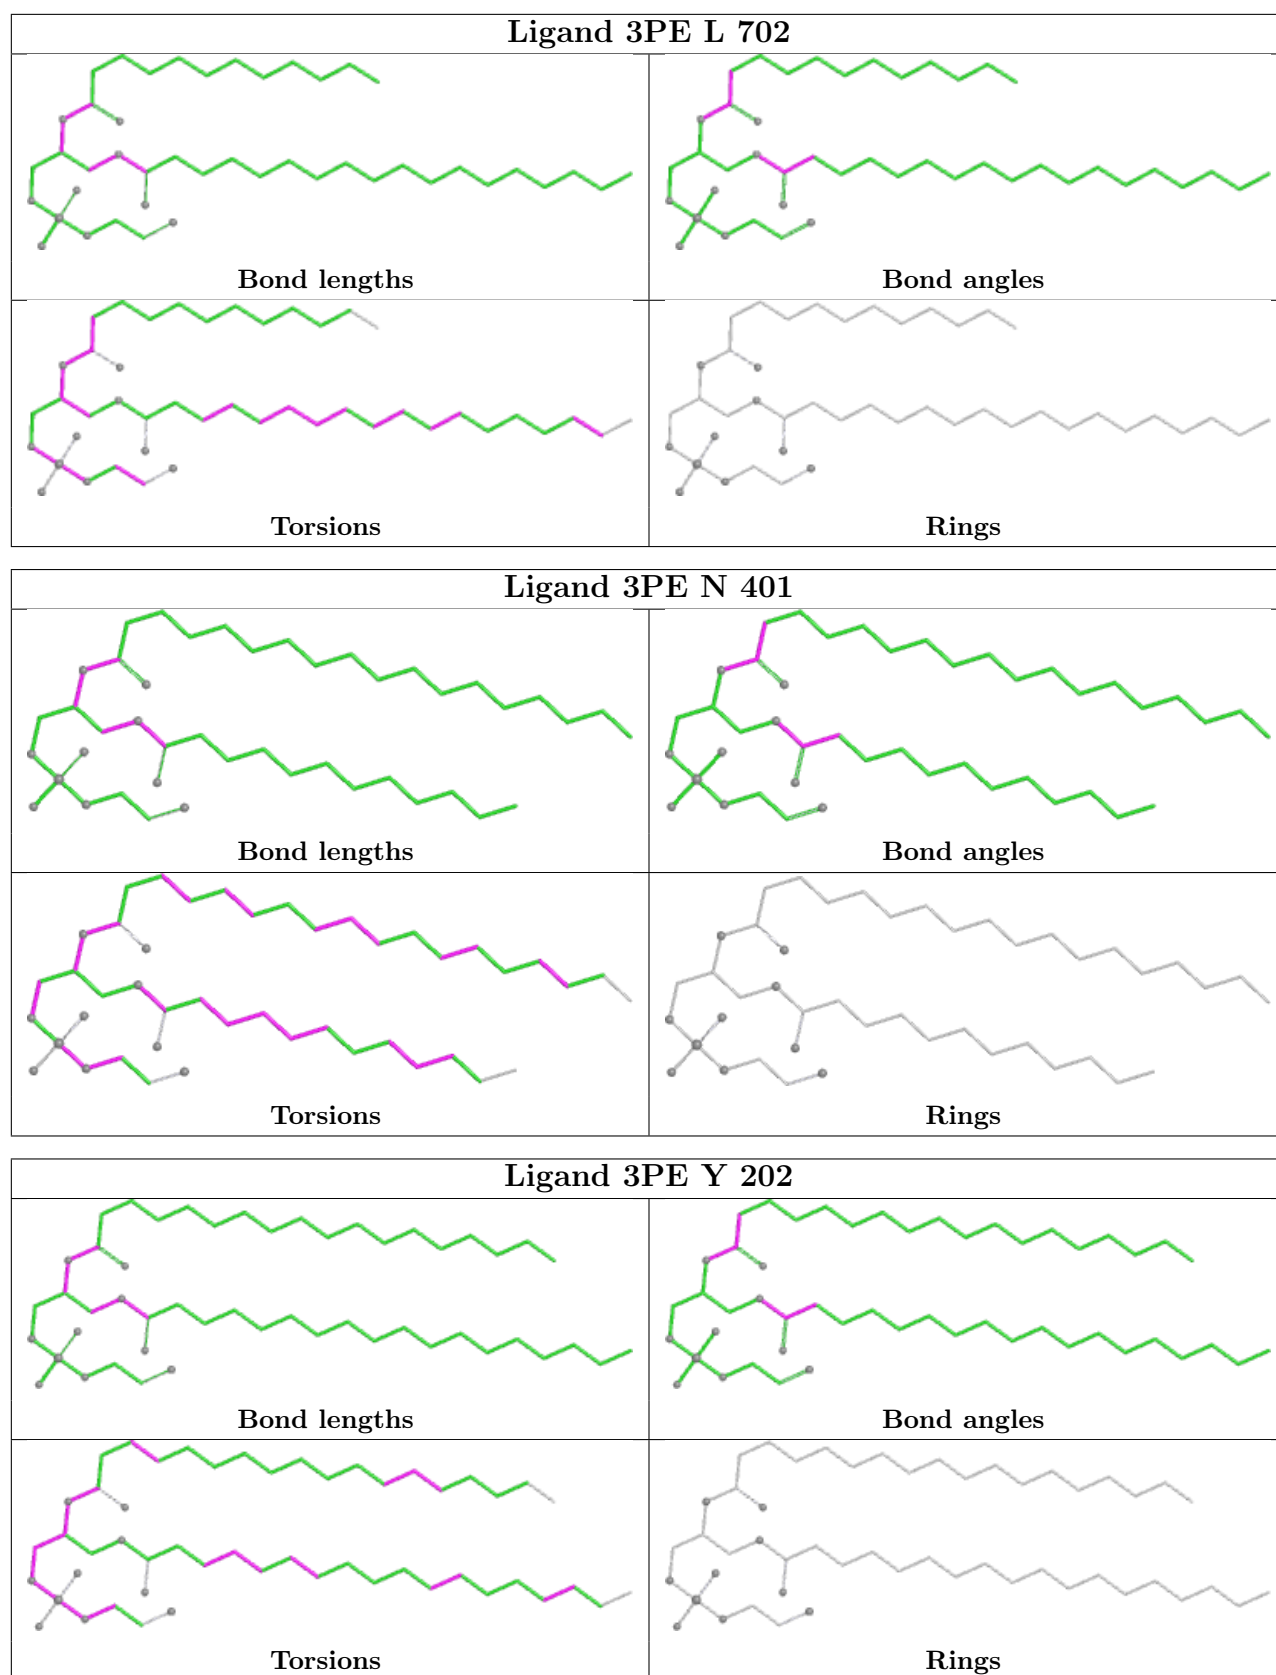 Ligand 3PE L 702
Bond lengths
Bond angles
Torsions
Rings
Ligand 3PE N 401
Bond lengths
Bond angles
Torsions
Rings
Ligand 3PE Y 202
Bond lengths
Bond angles
Torsions
Rings